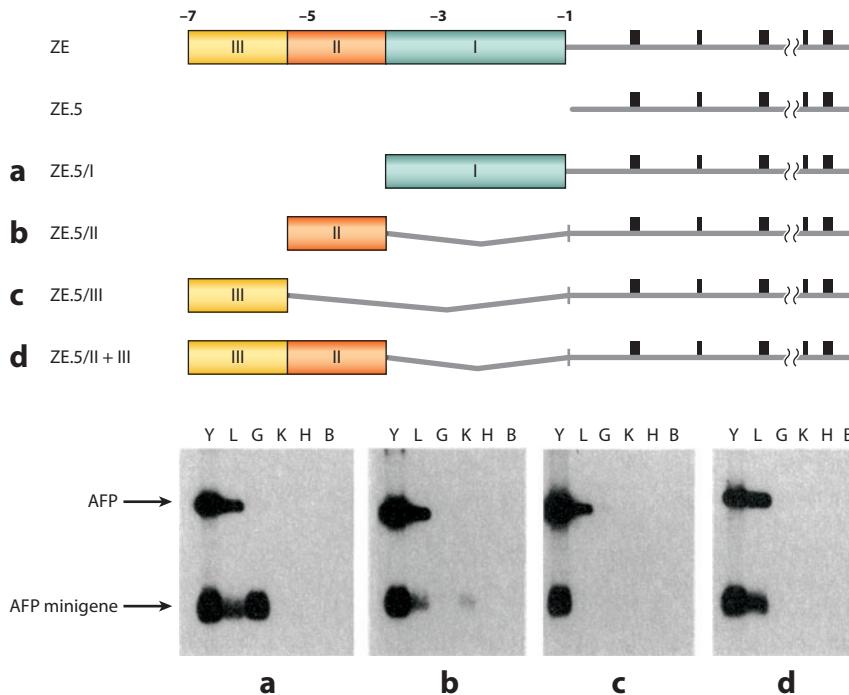 −7 −5 −3 −1
ZE III II I
ZE.5
a ZE.5/I I
b ZE.5/II II
c ZE.5/III III
d ZE.5/II + III III II
Y L G K H B Y L G K H B Y L G K H B Y L G K H B
AFP
AFP minigene
a b c d